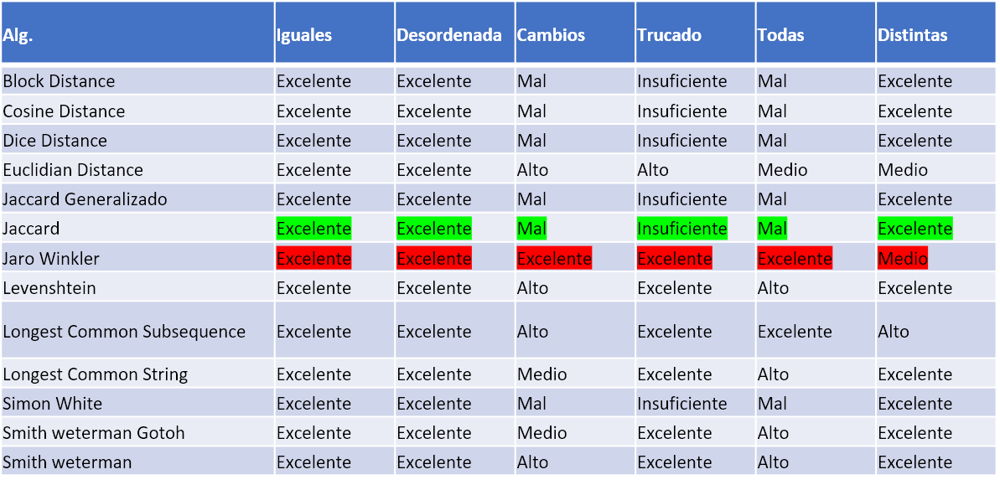 Alg. Iguales Desordenada Cambios Trucado Todas Distintas
Block Distance Excelente Excelente Mal Insuficiente Mal Excelente
Cosine Distance Excelente Excelente Mal Insuficiente Mal Excelente
Dice Distance Excelente Excelente Mal Insuficiente Mal Excelente
Euclidian Distance Excelente Excelente Alto Alto Medio Medio
Jaccard Generalizado Excelente Excelente Mal Insuficiente Mal Excelente
Jaccard Excelente Excelente Mal Insuficiente Mal Excelente
Jaro Winkler Excelente Excelente Excelente Excelente Excelente Medio
Levenshtein Excelente Excelente Alto Excelente Alto Excelente
Longest Common Subsequence Excelente Excelente Alto Excelente Excelente Alto
Longest Common String Excelente Excelente Medio Excelente Alto Excelente
Simon White Excelente Excelente Mal Insuficiente Mal Excelente
Smith weterman Gotoh Excelente Excelente Medio Excelente Alto Excelente
Smith weterman Excelente Excelente Alto Excelente Alto Excelente